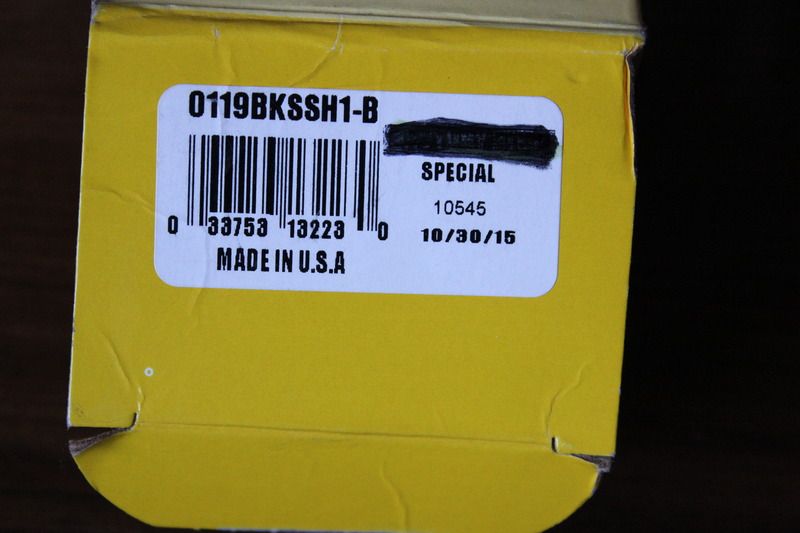 0119BKSSH1-B
SPECIAL
10545
10/30/15
0 33753 13223 0
MADE IN U.S.A